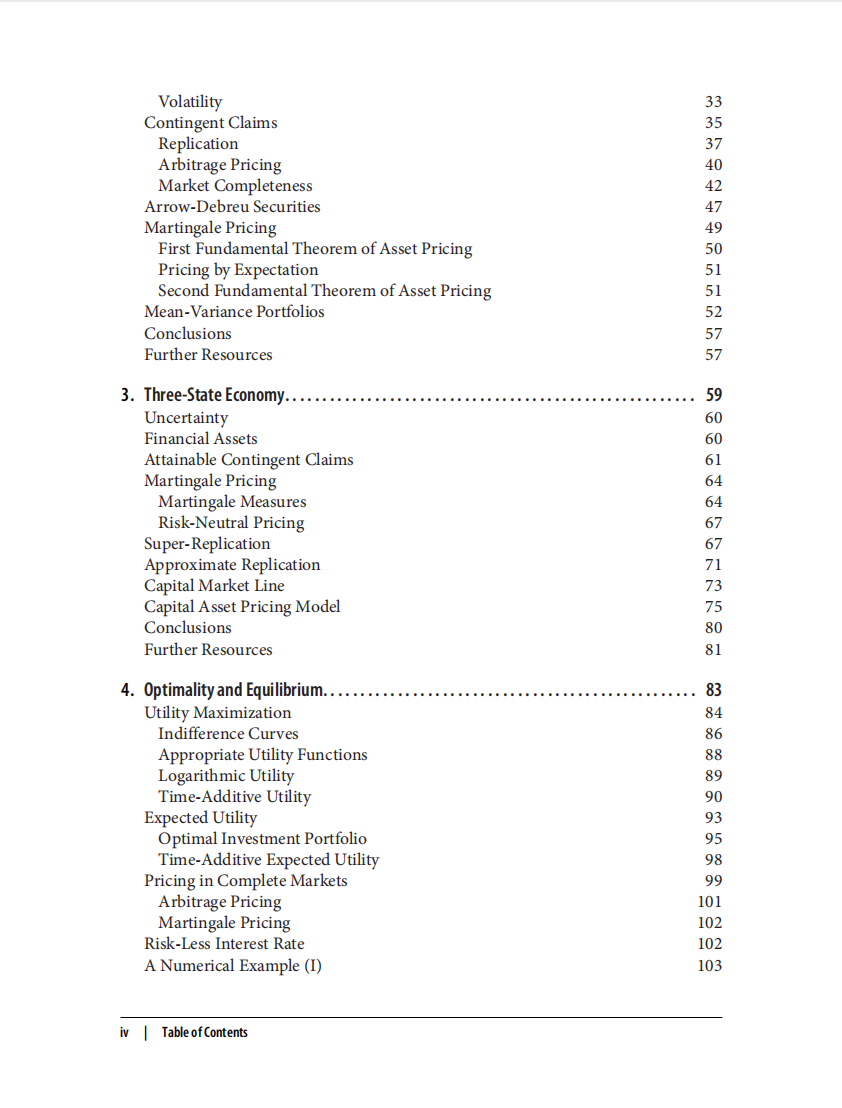 Volatility 33
Contingent Claims 35
Replication 37
Arbitrage Pricing 40
Market Completeness 42
Arrow-Debreu Securities 47
Martingale Pricing 49
First Fundamental Theorem of Asset Pricing 50
Pricing by Expectation 51
Second Fundamental Theorem of Asset Pricing 51
Mean-Variance Portfolios 52
Conclusions 57
Further Resources 57
3. Three-State Economy. . . . . . . . . . . . . . . . . . . . . . . . . . . . . . . . . . . . . . . . . . . . . . . . . . . . . . . 59
Uncertainty 60
Financial Assets 60
Attainable Contingent Claims 61
Martingale Pricing 64
Martingale Measures 64
Risk-Neutral Pricing 67
Super-Replication 67
Approximate Replication 71
Capital Market Line 73
Capital Asset Pricing Model 75
Conclusions 80
Further Resources 81
4. Optimality and Equilibrium. . . . . . . . . . . . . . . . . . . . . . . . . . . . . . . . . . . . . . . . . . . . . . . . . . 83
Utility Maximization 84
Indifference Curves 86
Appropriate Utility Functions 88
Logarithmic Utility 89
Time-Additive Utility 90
Expected Utility 93
Optimal Investment Portfolio 95
Time-Additive Expected Utility 98
Pricing in Complete Markets 99
Arbitrage Pricing 101
Martingale Pricing 102
Risk-Less Interest Rate 102
A Numerical Example (I) 103
iv | Table of Contents